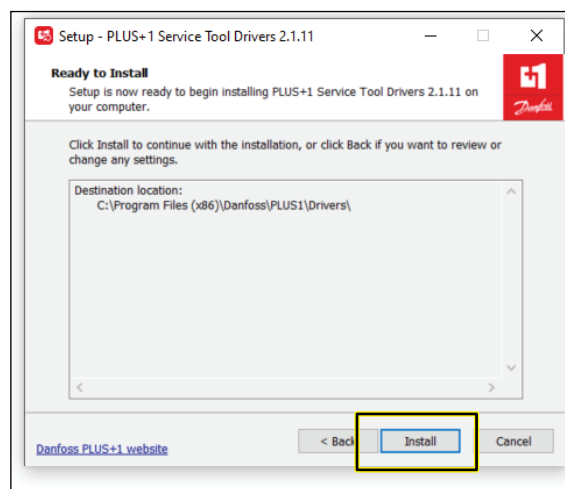 Setup - PLUS+1 Service Tool Drivers 2.1.11
Ready to Install
Setup is now ready to begin installing PLUS+1 Service Tool Drivers 2.1.11 on
your computer.
Danfoss
Click Install to continue with the installation, or click Back if you want to review or
change any settings.
Destination location:
C:\Program Files (x86)\Danfoss\PLUS1\Drivers\
Danfoss PLUS+1 website
< Back
Install
Cancel